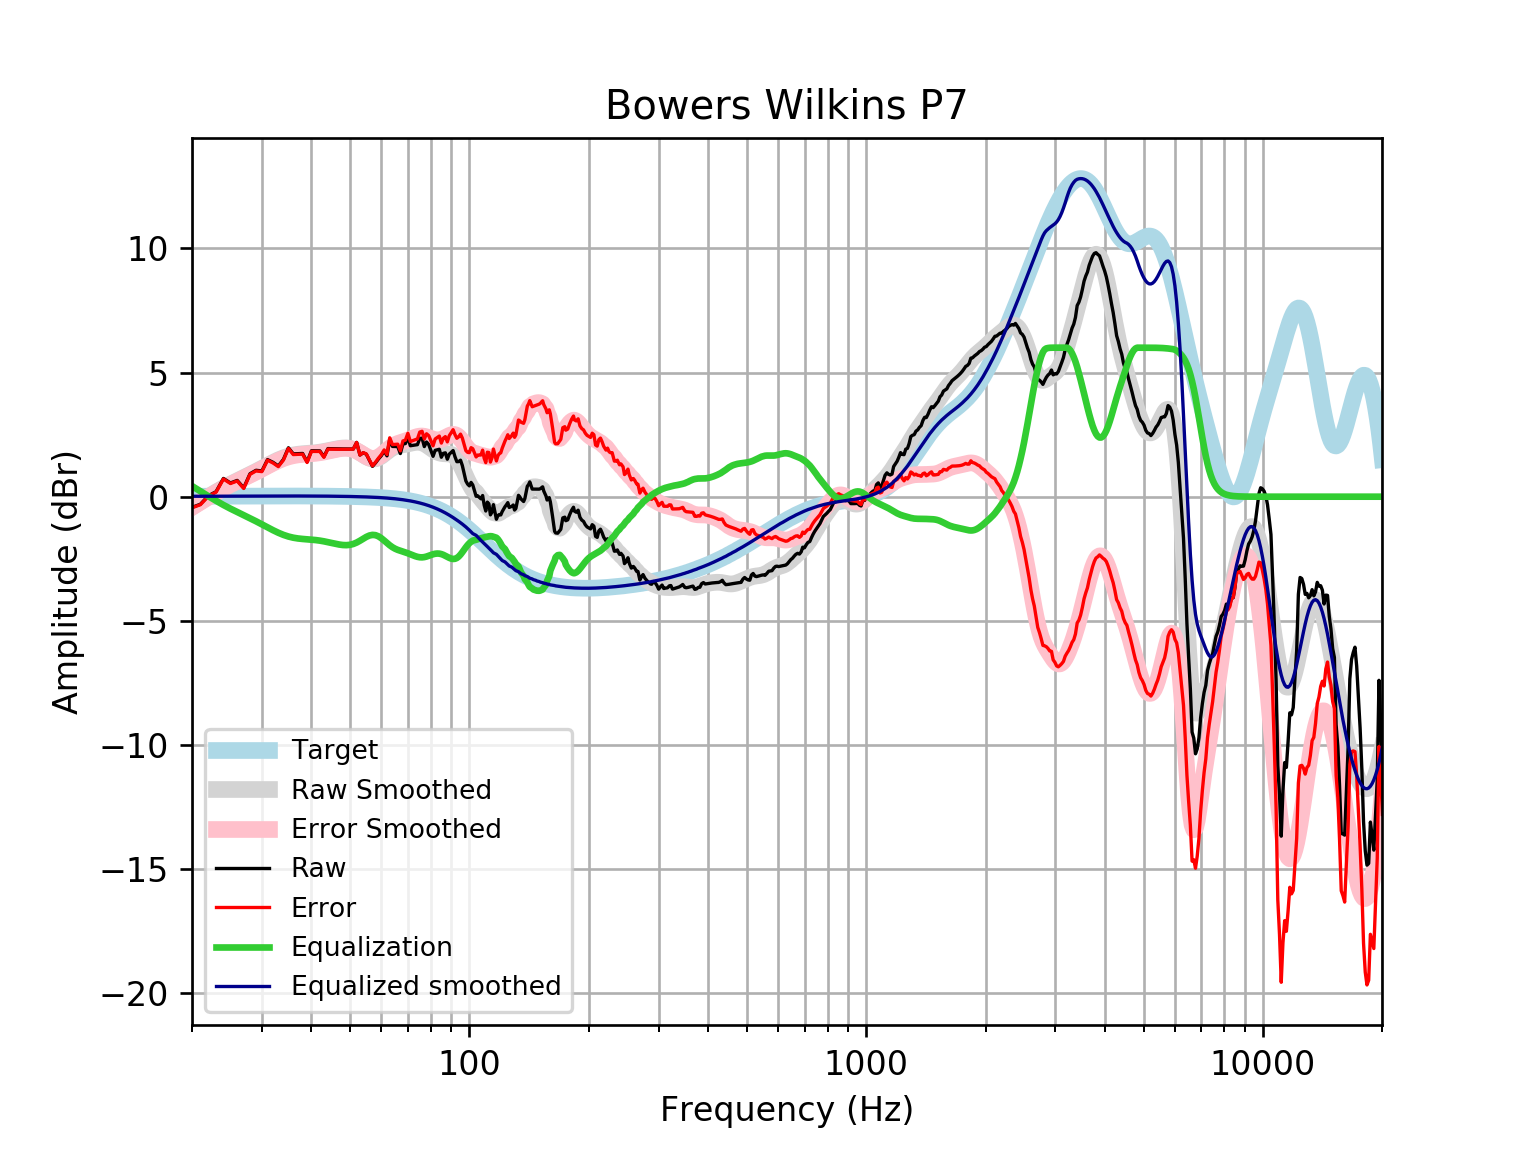 Bowers Wilkins P7
Amplitude (dBr)
10
5
0
−5
−10
−15
−20
Target
Raw Smoothed
Error Smoothed
Raw
Error
Equalization
Equalized smoothed
100 1000 10000
Frequency (Hz)